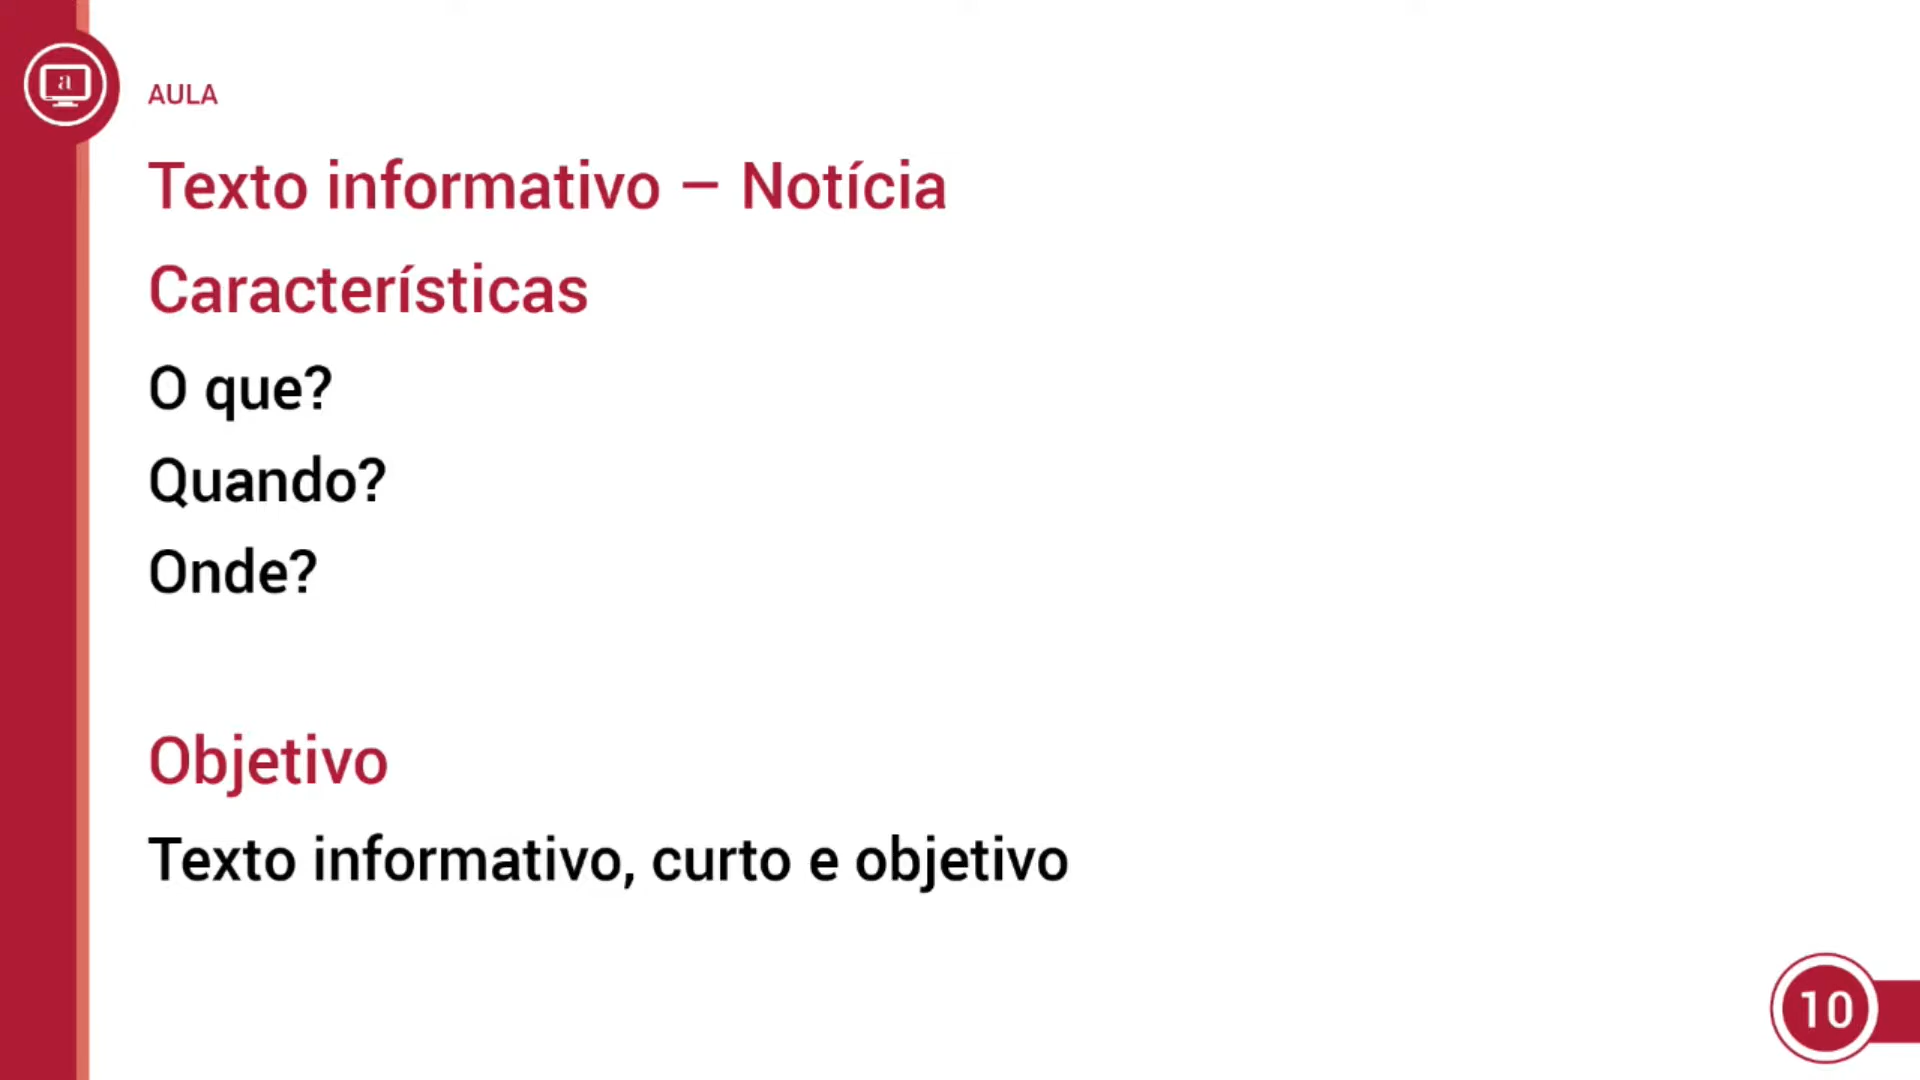 a
AULA
Texto informativo – Notícia
Características
O que?
Quando?
Onde?
Objetivo
Texto informativo, curto e objetivo
10